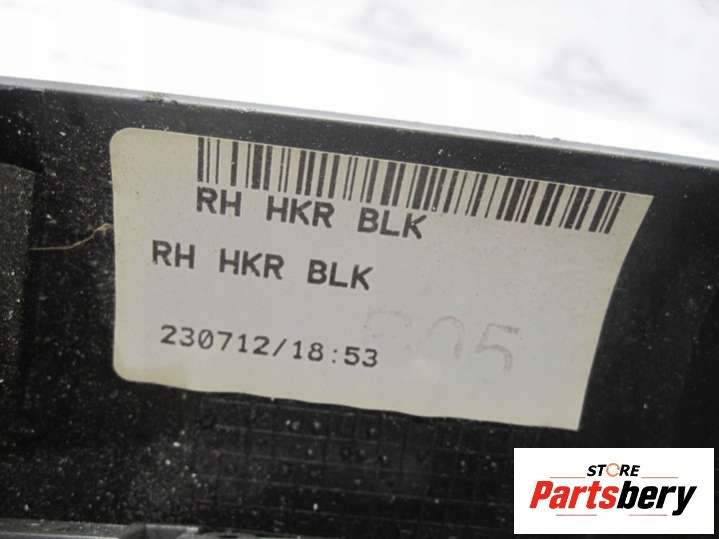 RH HKR BLK
RH HKR BLK
230712/18:53
STORE
Partsbery